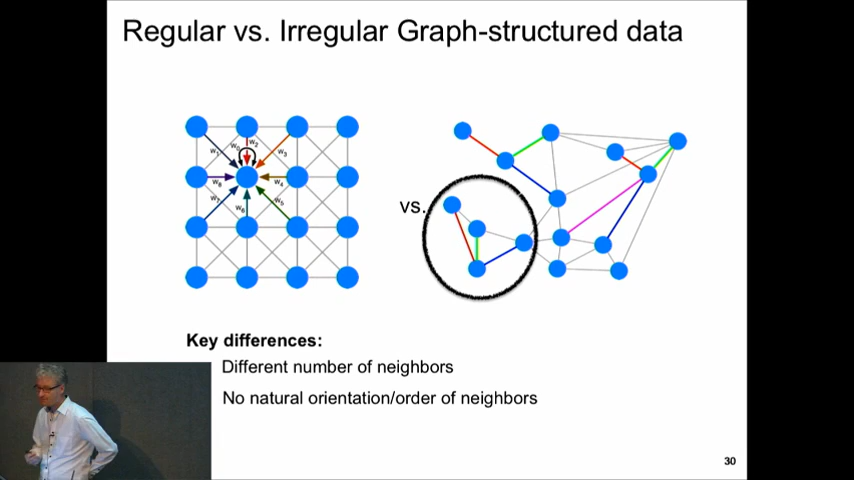 Regular vs. Irregular Graph-structured data
w₁
w₀
w₂
w₃
w₈
w₄
w₇
w₆
w₅
vs.
Key differences:
Different number of neighbors
No natural orientation/order of neighbors
30